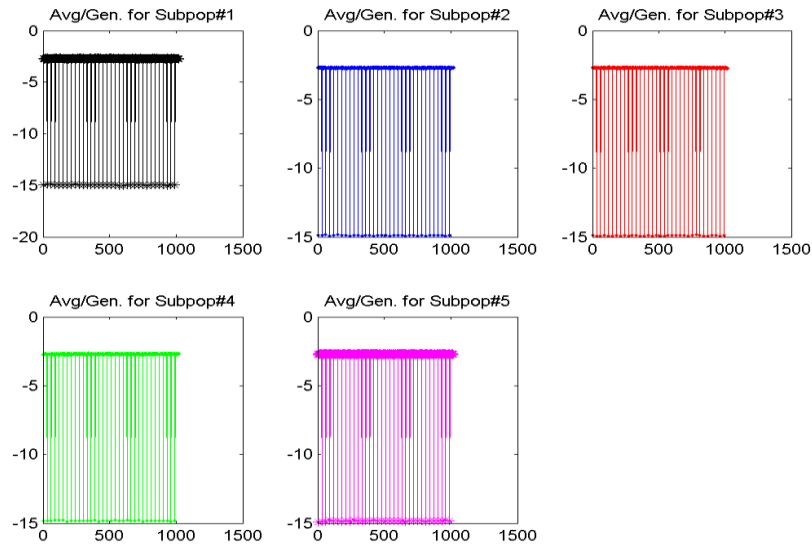 Avg/Gen. for Subpop#1
0
-5
-10
-15
-20
0 500 1000 1500
Avg/Gen. for Subpop#2
0
-5
-10
-15
0 500 1000 1500
Avg/Gen. for Subpop#3
0
-5
-10
-15
0 500 1000 1500
Avg/Gen. for Subpop#4
0
-5
-10
-15
0 500 1000 1500
Avg/Gen. for Subpop#5
0
-5
-10
-15
0 500 1000 1500